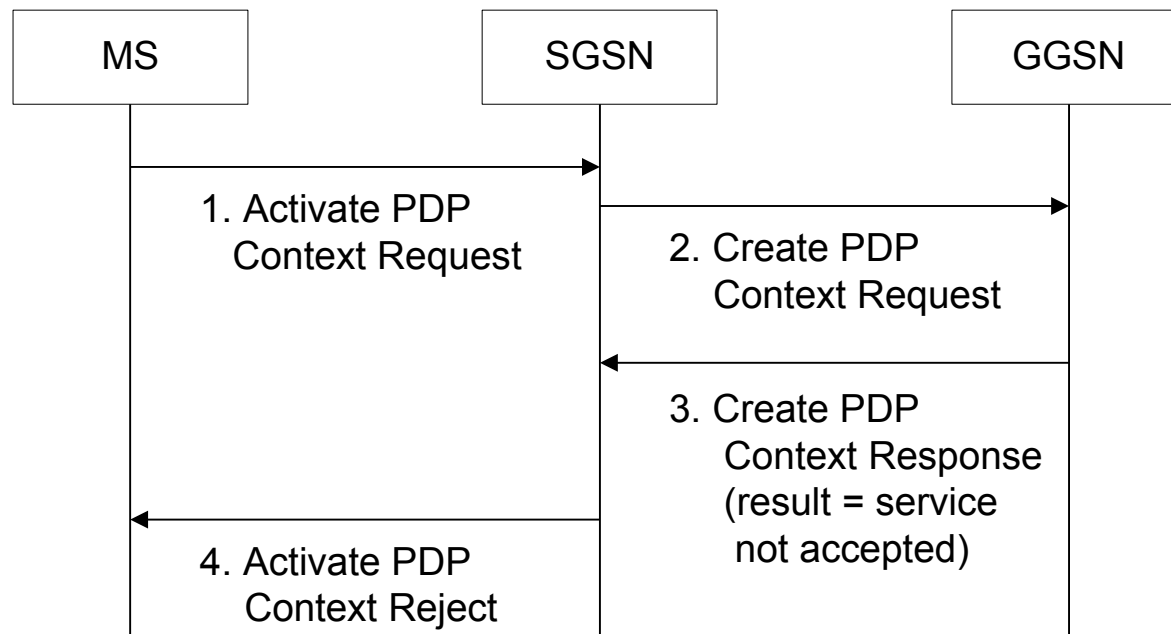 MS
SGSN
GGSN
1. Activate PDP
Context Request
2. Create PDP
Context Request
3. Create PDP
Context Response
(result = service
not accepted)
4. Activate PDP
Context Reject